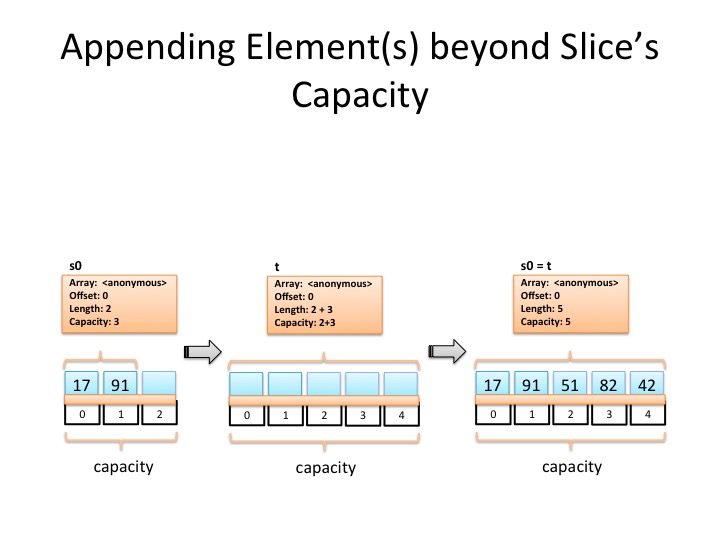 Appending Element(s) beyond Slice’s
Capacity
s0
Array: <anonymous>
Offset: 0
Length: 2
Capacity: 3
17 91
0 1 2
capacity
t
Array: <anonymous>
Offset: 0
Length: 2 + 3
Capacity: 2+3
0 1 2 3 4
capacity
s0 = t
Array: <anonymous>
Offset: 0
Length: 5
Capacity: 5
17 91 51 82 42
0 1 2 3 4
capacity